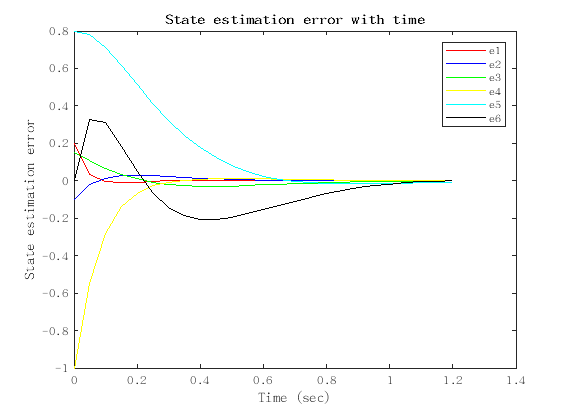 State estimation error with time
e1
e2
e3
e4
e5
e6
State estimation error
0.8
0.6
0.4
0.2
0
-0.2
-0.4
-0.6
-0.8
-1
0 0.2 0.4 0.6 0.8 1 1.2 1.4
Time (sec)